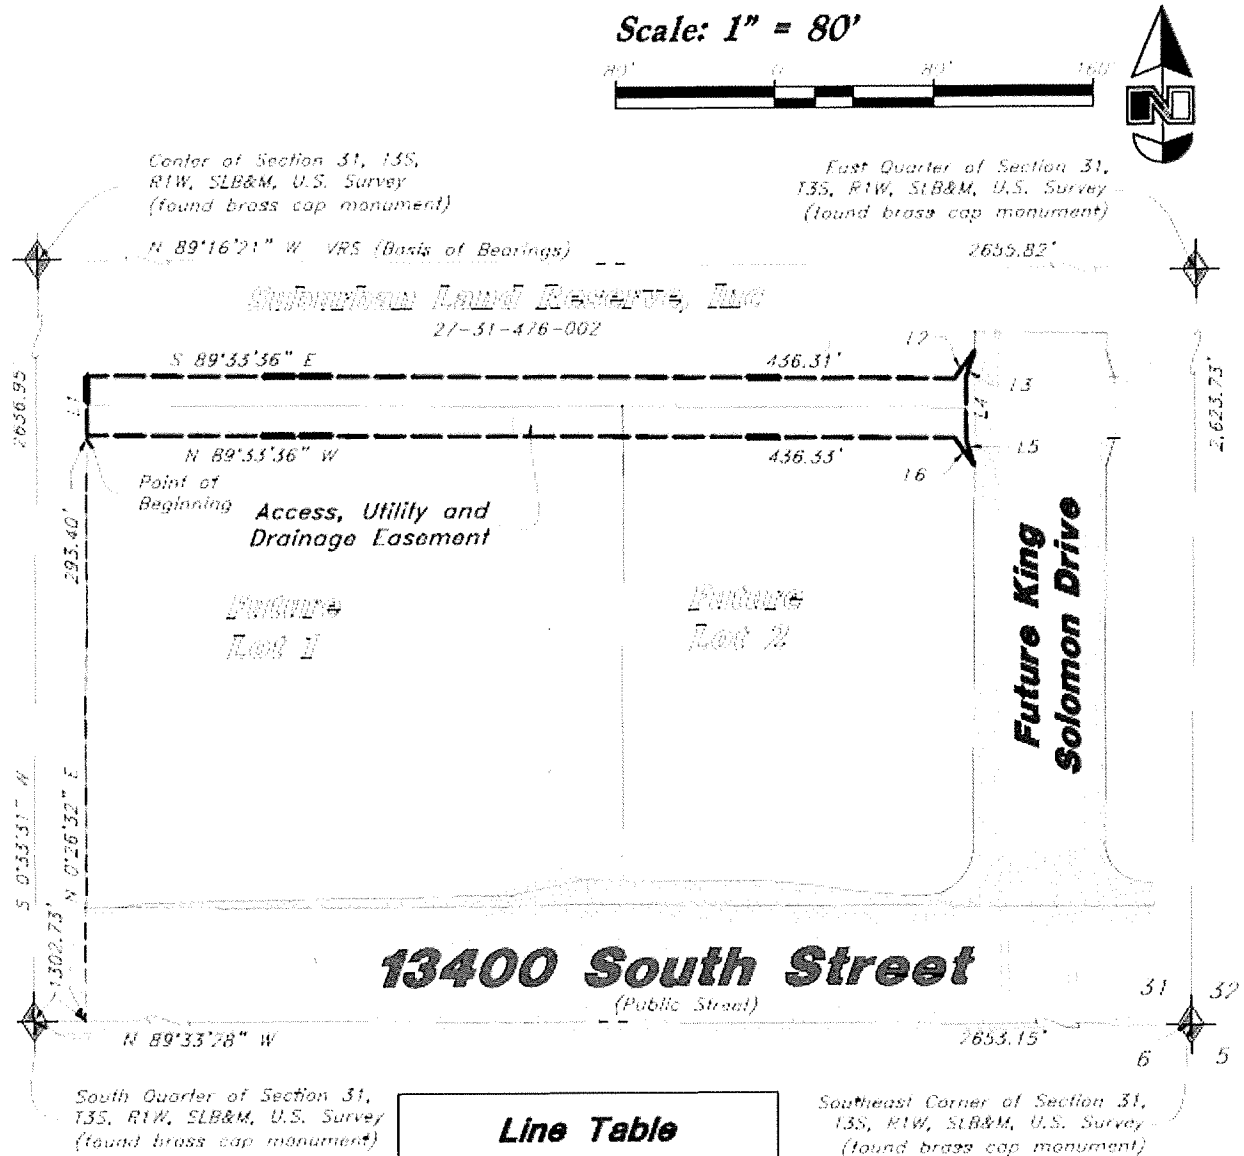 Scale: 1" = 80'
80' 0 80' 160'
Center of Section 31, T3S,
R1W, SLB&M, U.S. Survey
(found brass cap monument)
East Quarter of Section 31,
T3S, R1W, SLB&M, U.S. Survey
(found brass cap monument)
N 89°16'21" W VRS (Basis of Bearings)
2655.82'
Suburban Land Reserve, Inc
27-31-476-002
S 89°33'36" E
436.31'
L2
L3
L1
L4
2636.95'
2,623.73'
N 89°33'36" W
436.33'
L5
L6
Point of
Beginning
Access, Utility and
Drainage Easement
293.40'
Future
Lot 1
Future
Lot 2
Future King
Solomon Drive
S 0°33'31" W
N 0°26'32" E
1302.73'
13400 South Street
(Public Street)
31 32
N 89°33'28" W
2653.15'
6 5
South Quarter of Section 31,
T3S, R1W, SLB&M, U.S. Survey
(found brass cap monument)
Line Table
Southeast Corner of Section 31,
T3S, R1W, SLB&M, U.S. Survey
(found brass cap monument)